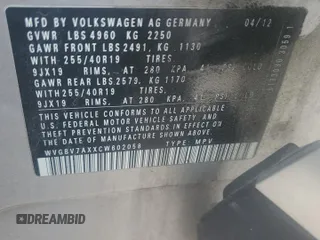 MFD BY VOLKSWAGEN AG GERMANY 04/12
GVWR LBS 4960 KG 2250
GAWR FRONT LBS 2491, KG 1130
WITH 255/40R19 TIRES
9JX19 RIMS, AT 280 KPA
GAWR REAR LBS 2579. KG 1170
WITH 255/40R19 TIRES
9JX19 RIMS, AT 280 KPA
THIS VEHICLE CONFORMS TO ALL APPLICABLE
FEDERAL MOTOR VEHICLE SAFETY
STANDARDS IN EFFECT ON THE DATE OF
MANUFACTURE SHOWN ABOVE
TYPE: MPV
© DREAMBID